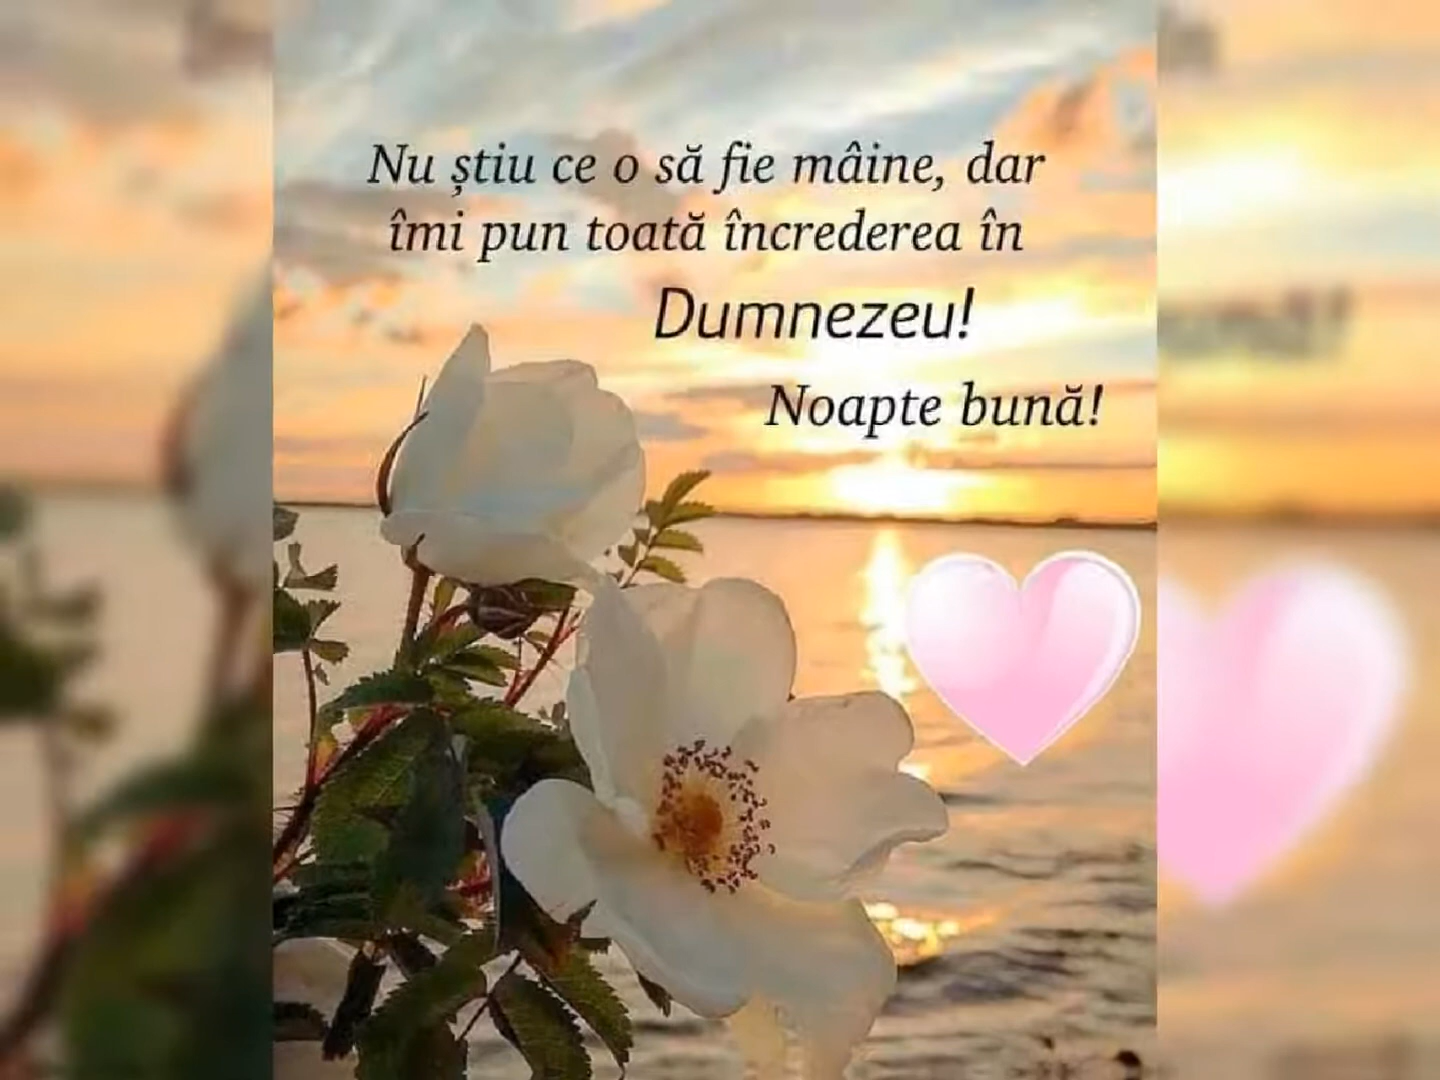 Nu știu ce o să fie mâine, dar
îmi pun toată încrederea în
Dumnezeu!
Noapte bună!